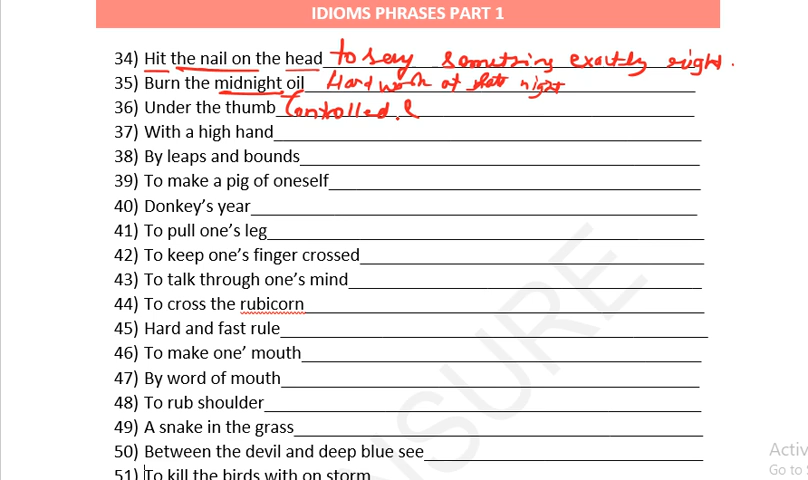 IDIOMS PHRASES PART 1
34) Hit the nail on the head to say something exactly right.
35) Burn the midnight oil Hard work at late night
36) Under the thumb Controlled.
37) With a high hand
38) By leaps and bounds
39) To make a pig of oneself
40) Donkey's year
41) To pull one's leg
42) To keep one's finger crossed
43) To talk through one's mind
44) To cross the rubicorn
45) Hard and fast rule
46) To make one' mouth
47) By word of mouth
48) To rub shoulder
49) A snake in the grass
50) Between the devil and deep blue see
51) To kill the birds with on storm
Activ
Go to S